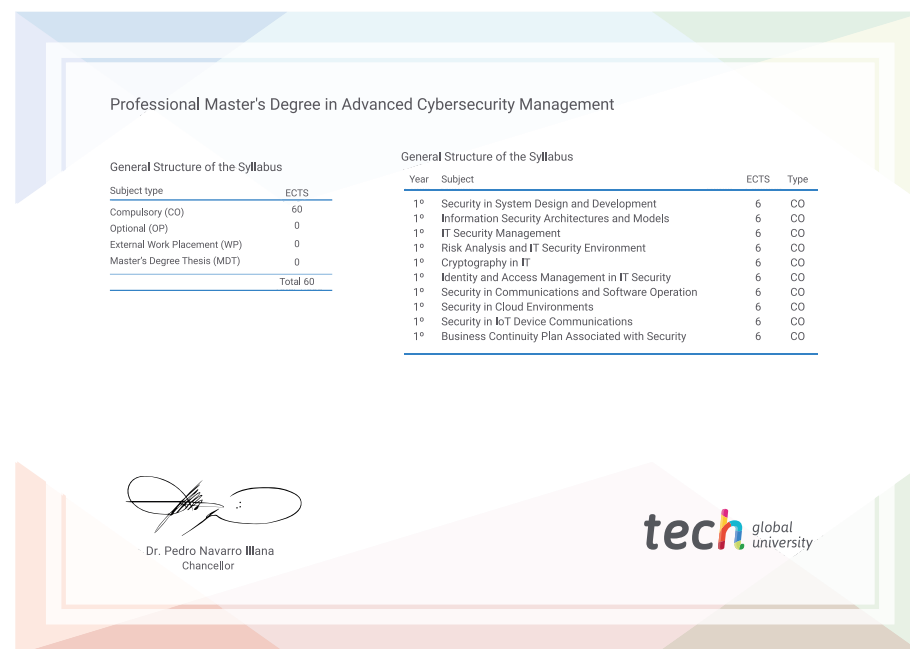 Professional Master's Degree in Advanced Cybersecurity Management
General Structure of the Syllabus
Subject type ECTS
Compulsory (CO) 60
Optional (OP) 0
External Work Placement (WP) 0
Master's Degree Thesis (MDT) 0
Total 60
General Structure of the Syllabus
Year Subject ECTS Type
1º Security in System Design and Development 6 CO
1º Information Security Architectures and Models 6 CO
1º IT Security Management 6 CO
1º Risk Analysis and IT Security Environment 6 CO
1º Cryptography in IT 6 CO
1º Identity and Access Management in IT Security 6 CO
1º Security in Communications and Software Operation 6 CO
1º Security in Cloud Environments 6 CO
1º Security in IoT Device Communications 6 CO
1º Business Continuity Plan Associated with Security 6 CO
Dr. Pedro Navarro Illana
Chancellor
tech global
university